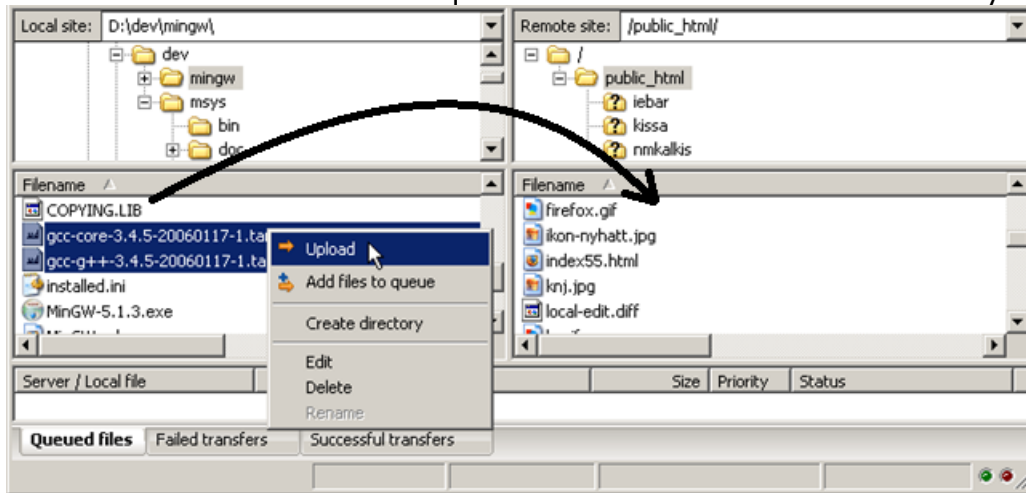 Local site: D:\dev\mingw\
dev
mingw
msys
bin
doc
Filename
COPYING.LIB
gcc-core-3.4.5-20060117-1.ta
gcc-g++-3.4.5-20060117-1.ta
installed.ini
MinGW-5.1.3.exe
Upload
Add files to queue
Create directory
Edit
Delete
Rename
Remote site: /public_html/
/
public_html
iebar
kissa
nmkalkis
Filename
firefox.gif
ikon-nyhatt.jpg
index55.html
knj.jpg
local-edit.diff
Server / Local file Size Priority Status
Queued files Failed transfers Successful transfers